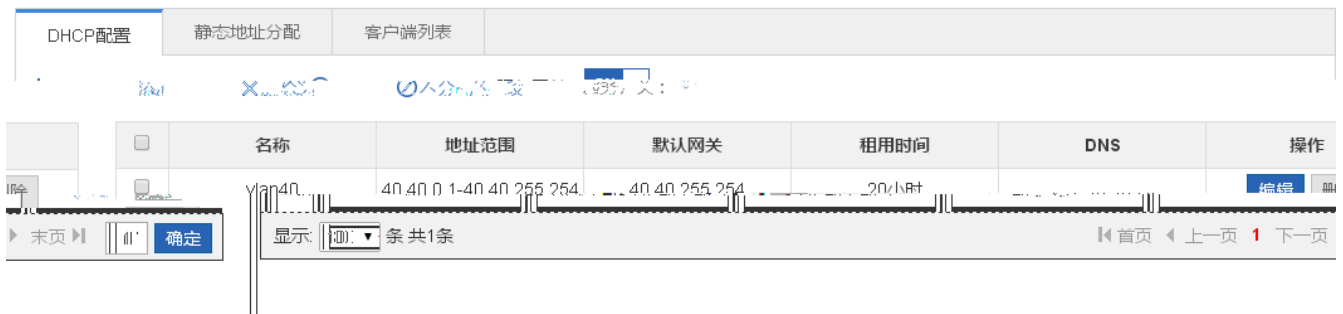 DHCP配置 静态地址分配 客户端列表
名称 地址范围 默认网关 租用时间 DNS 操作
vlan40 40.40.0.1-40.40.255.254 40.40.255.254 20小时 编辑
末页 确定 显示: 条 共1条 首页 上一页 1 下一页